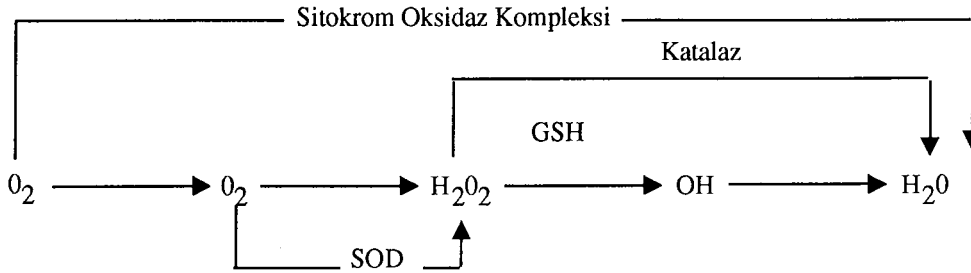 Sitokrom Oksidaz Kompleksi
Katalaz
GSH
0₂ 0₂ H₂0₂ OH H₂0
SOD